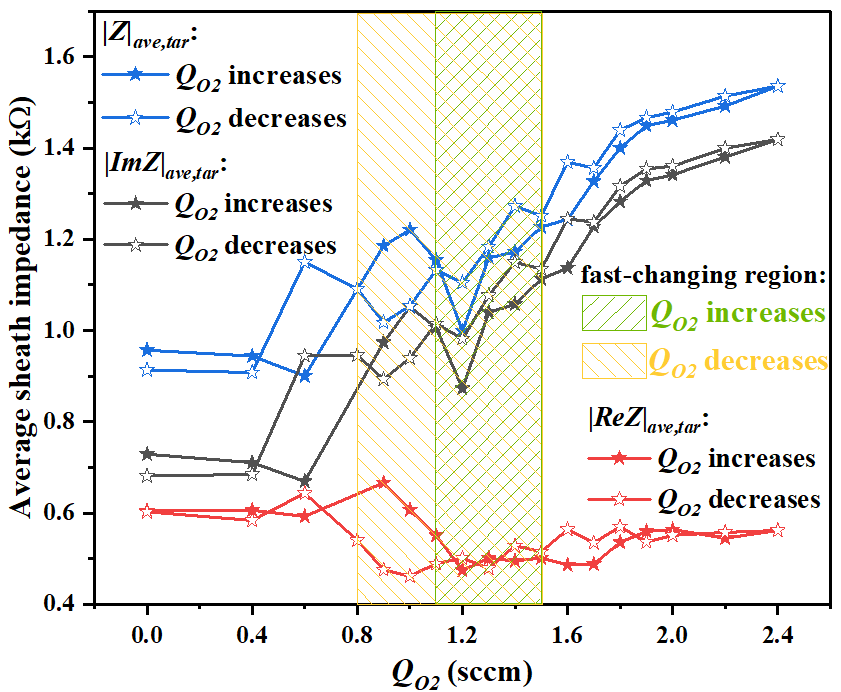 |Z|ave,tar:
QO2 increases
QO2 decreases
|ImZ|ave,tar:
QO2 increases
QO2 decreases
fast-changing region:
QO2 increases
QO2 decreases
|ReZ|ave,tar:
QO2 increases
QO2 decreases
Average sheath impedance (kΩ)
1.6
1.4
1.2
1.0
0.8
0.6
0.4
0.0 0.4 0.8 1.2 1.6 2.0 2.4
QO2 (sccm)